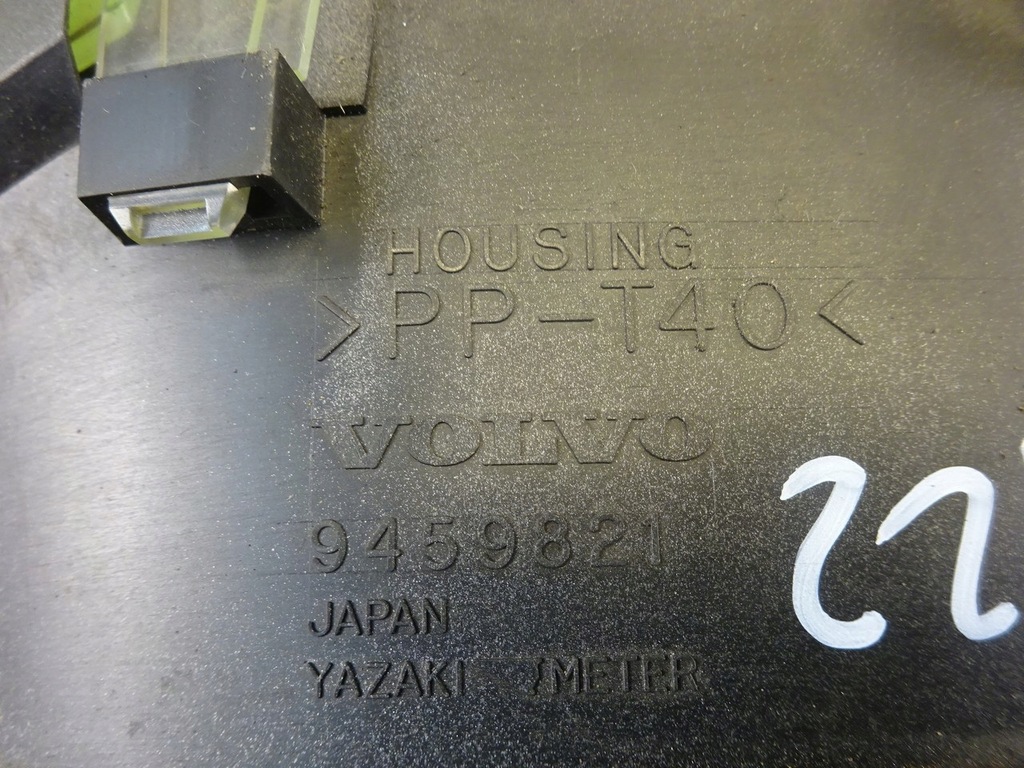 HOUSING
>PP-T40<
VOLVO
9459821
JAPAN
YAZAKI METER
22